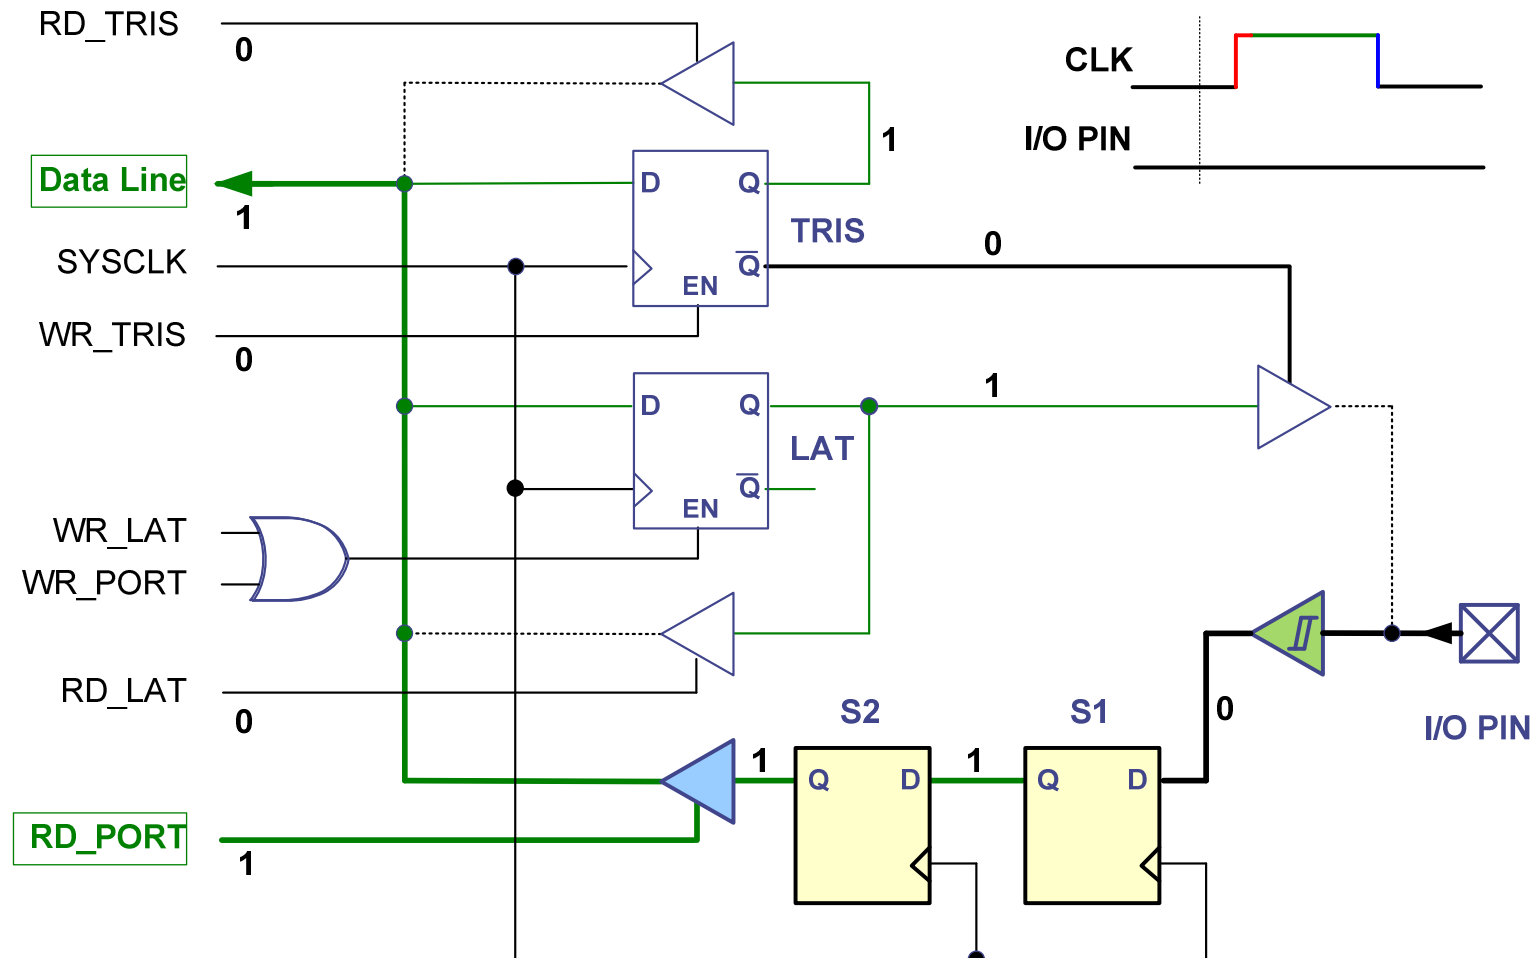 RD_TRIS
0
CLK
I/O PIN
1
Data Line
1
D Q
TRIS
0
SYSCLK
Q
EN
WR_TRIS
0
1
D Q
LAT
Q
EN
WR_LAT
WR_PORT
RD_LAT
0
S2
S1
0
I/O PIN
1
1
Q D
Q D
RD_PORT
1